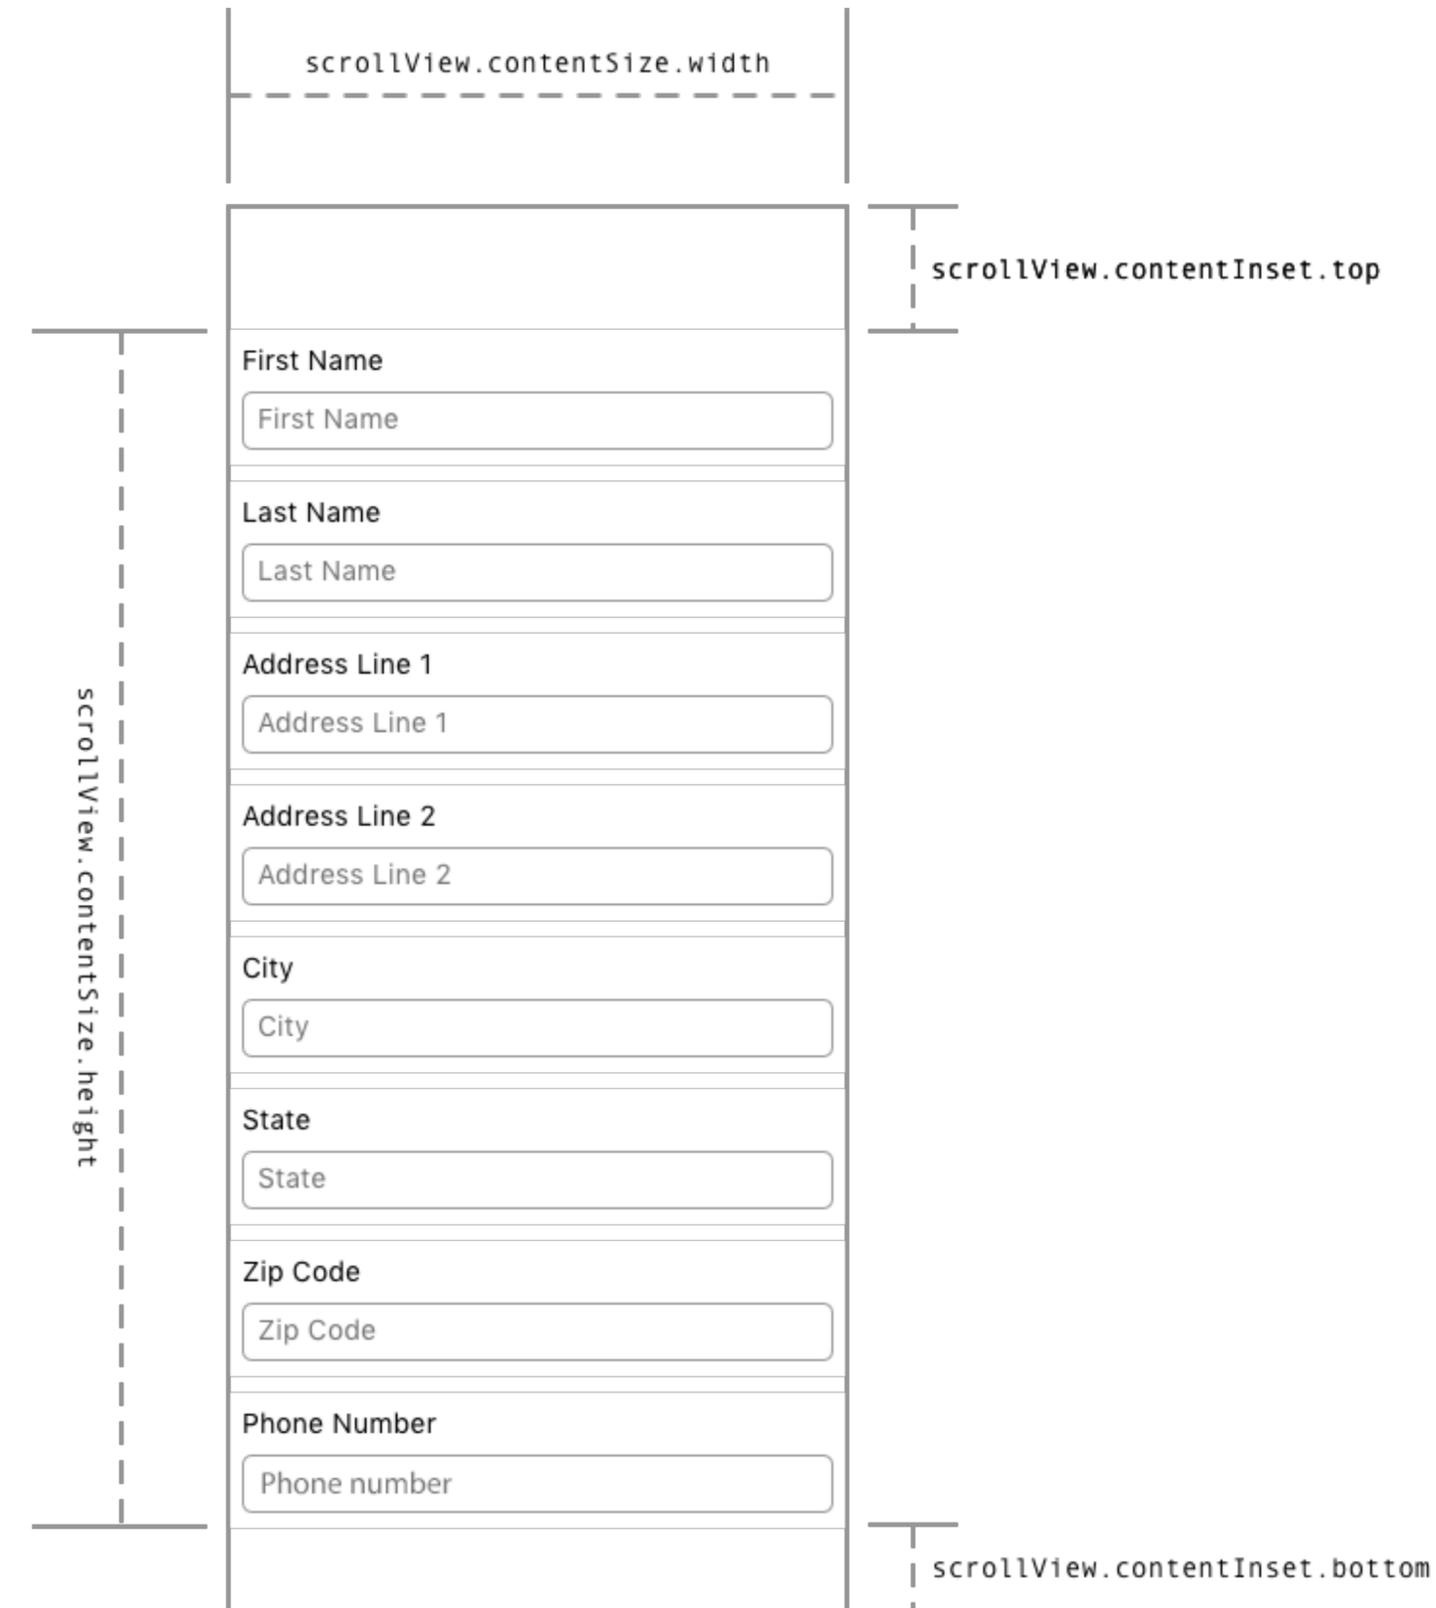 scrollView.contentSize.width
scrollView.contentInset.top
First Name
First Name
Last Name
Last Name
Address Line 1
Address Line 1
scrollView.contentSize.height
Address Line 2
Address Line 2
City
City
State
State
Zip Code
Zip Code
Phone Number
Phone number
scrollView.contentInset.bottom